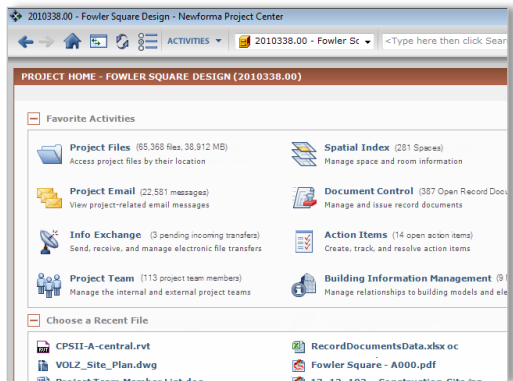 2010338.00 - Fowler Square Design - Newforma Project Center
ACTIVITIES 2010338.00 - Fowler Sc <Type here then click Sear
PROJECT HOME - FOWLER SQUARE DESIGN (2010338.00)
Favorite Activities
Project Files (65,368 files, 38,912 MB)
Access project files by their location
Spatial Index (281 Spaces)
Manage space and room information
Project Email (22,581 messages)
View project-related email messages
Document Control (387 Open Record Docu
Manage and issue record documents
Info Exchange (3 pending incoming transfers)
Send, receive, and manage electronic file transfers
Action Items (14 open action items)
Create, track, and resolve action items
Project Team (113 project team members)
Manage the internal and external project teams
Building Information Management (9
Manage relationships to building models and ele
Choose a Recent File
CPSII-A-central.rvt
RecordDocumentsData.xlsx oc
VOLZ_Site_Plan.dwg
Fowler Square - A000.pdf
Project Team Member List.doc